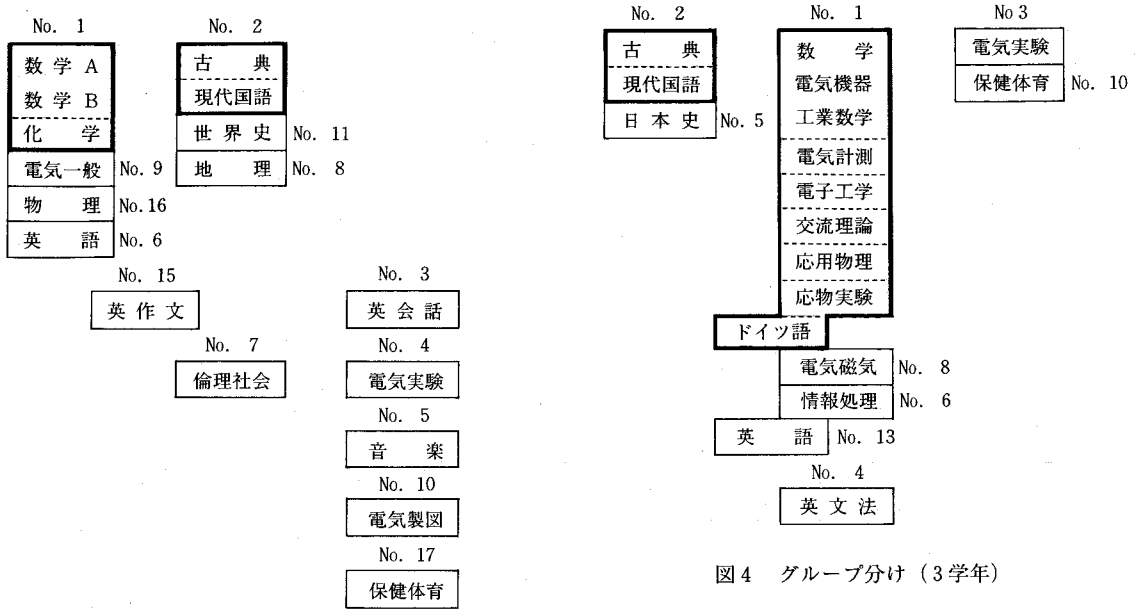 No. 1
数学A
数学B
化学
電気一般 No. 9
物理 No. 16
英語 No. 6
No. 2
古典
現代国語
世界史 No. 11
地理 No. 8
No. 15
英作文
No. 7
倫理社会
No. 3
英会話
No. 4
電気実験
No. 5
音楽
No. 10
電気製図
No. 17
保健体育
No. 2
古典
現代国語
日本史 No. 5
No. 1
数学
電気機器
工業数学
電気計測
電子工学
交流理論
応用物理
応物実験
ドイツ語
電気磁気 No. 8
情報処理 No. 6
英語 No. 13
No. 4
英文法
No 3
電気実験
保健体育 No. 10
図4 グループ分け(3学年)